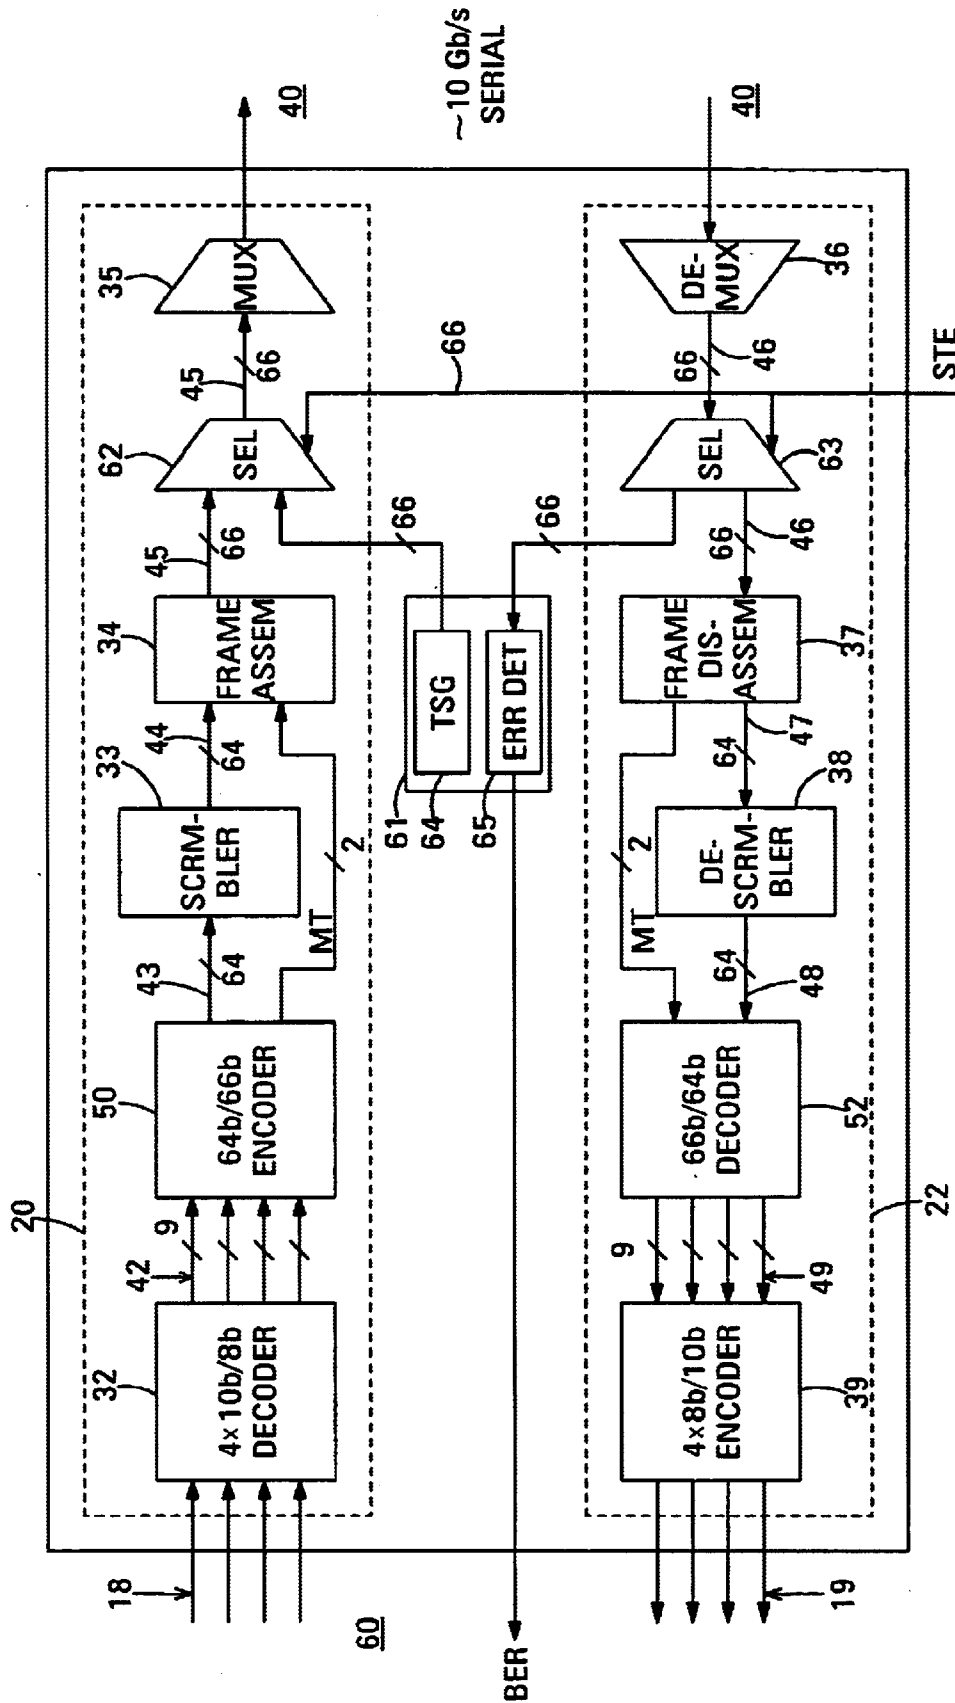 60
18
32
4×10b/8b
DECODER
42
9
20
50
64b/66b
ENCODER
43
64
MT
2
33
SCRM-
BLER
44
64
34
FRAME
ASSEM
45
66
62
SEL
45
66
35
MUX
40
~10 Gb/s
SERIAL
BER
61
64
TSG
65
ERR DET
66
66
66
STE
19
39
4×8b/10b
ENCODER
9
49
22
52
66b/64b
DECODER
MT
2
64
48
38
DE-
SCRM-
BLER
64
47
37
FRAME
DIS-
ASSEM
66
46
63
SEL
66
46
36
DE-
MUX
40